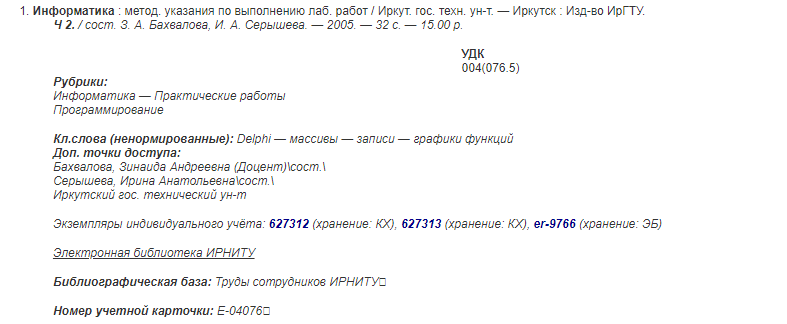 1. Информатика : метод. указания по выполнению лаб. работ / Иркут. гос. техн. ун-т. — Иркутск : Изд-во ИрГТУ.
Ч 2. / сост. З. А. Бахвалова, И. А. Серышева. — 2005. — 32 с. — 15.00 р.
УДК
004(076.5)
Рубрики:
Информатика — Практические работы
Программирование
Кл.слова (ненормированные): Delphi — массивы — записи — графики функций
Доп. точки доступа:
Бахвалова, Зинаида Андреевна (Доцент)\сост.\
Серышева, Ирина Анатольевна\сост.\
Иркутский гос. технический ун-т
Экземпляры индивидуального учёта: 627312 (хранение: КХ), 627313 (хранение: КХ), er-9766 (хранение: ЭБ)
Электронная библиотека ИРНИТУ
Библиографическая база: Труды сотрудников ИРНИТУ
Номер учетной карточки: E-04076